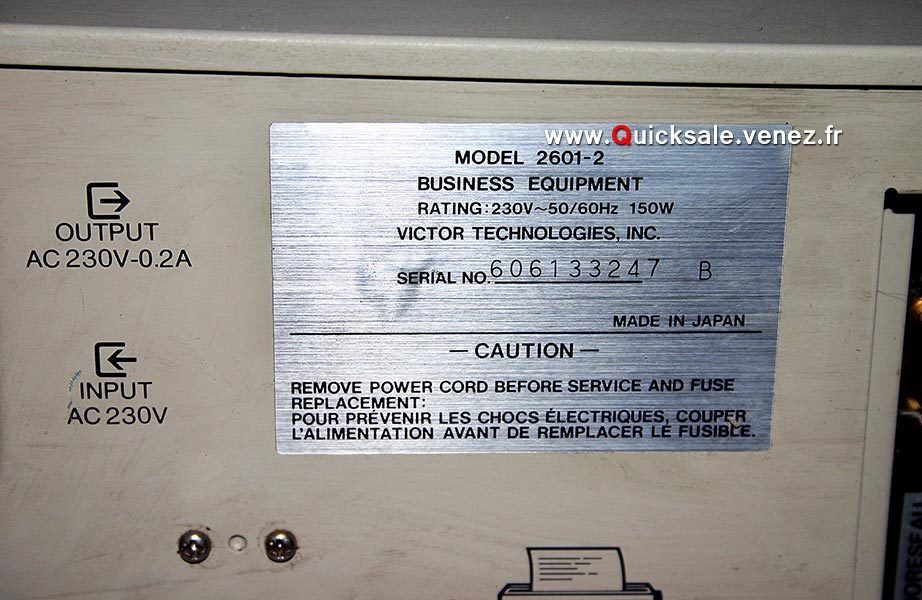 www.Quicksale.venez.fr
MODEL 2601-2
BUSINESS EQUIPMENT
RATING:230V~50/60Hz 150W
VICTOR TECHNOLOGIES, INC.
SERIAL NO. 606133247 B
MADE IN JAPAN
— CAUTION —
REMOVE POWER CORD BEFORE SERVICE AND FUSE
REPLACEMENT:
POUR PRÉVENIR LES CHOCS ÉLECTRIQUES, COUPER
L'ALIMENTATION AVANT DE REMPLACER LE FUSIBLE.
OUTPUT
AC 230V-0.2A
INPUT
AC 230V